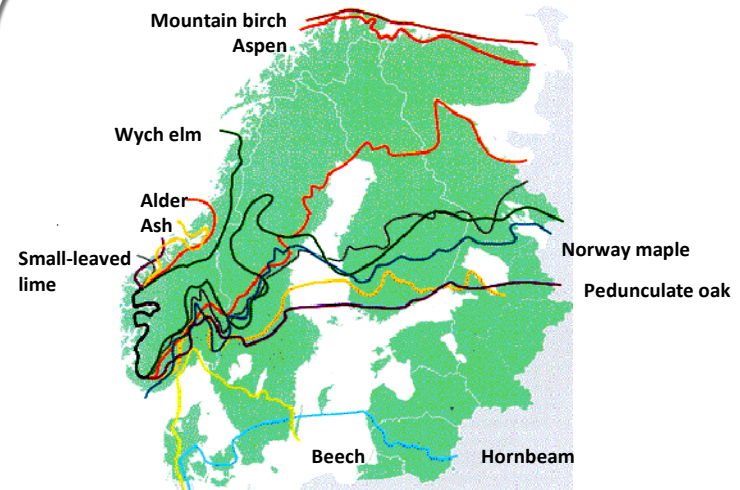 Mountain birch
Aspen
Wych elm
Alder
Ash
Small-leaved
lime
Norway maple
Pedunculate oak
Beech
Hornbeam